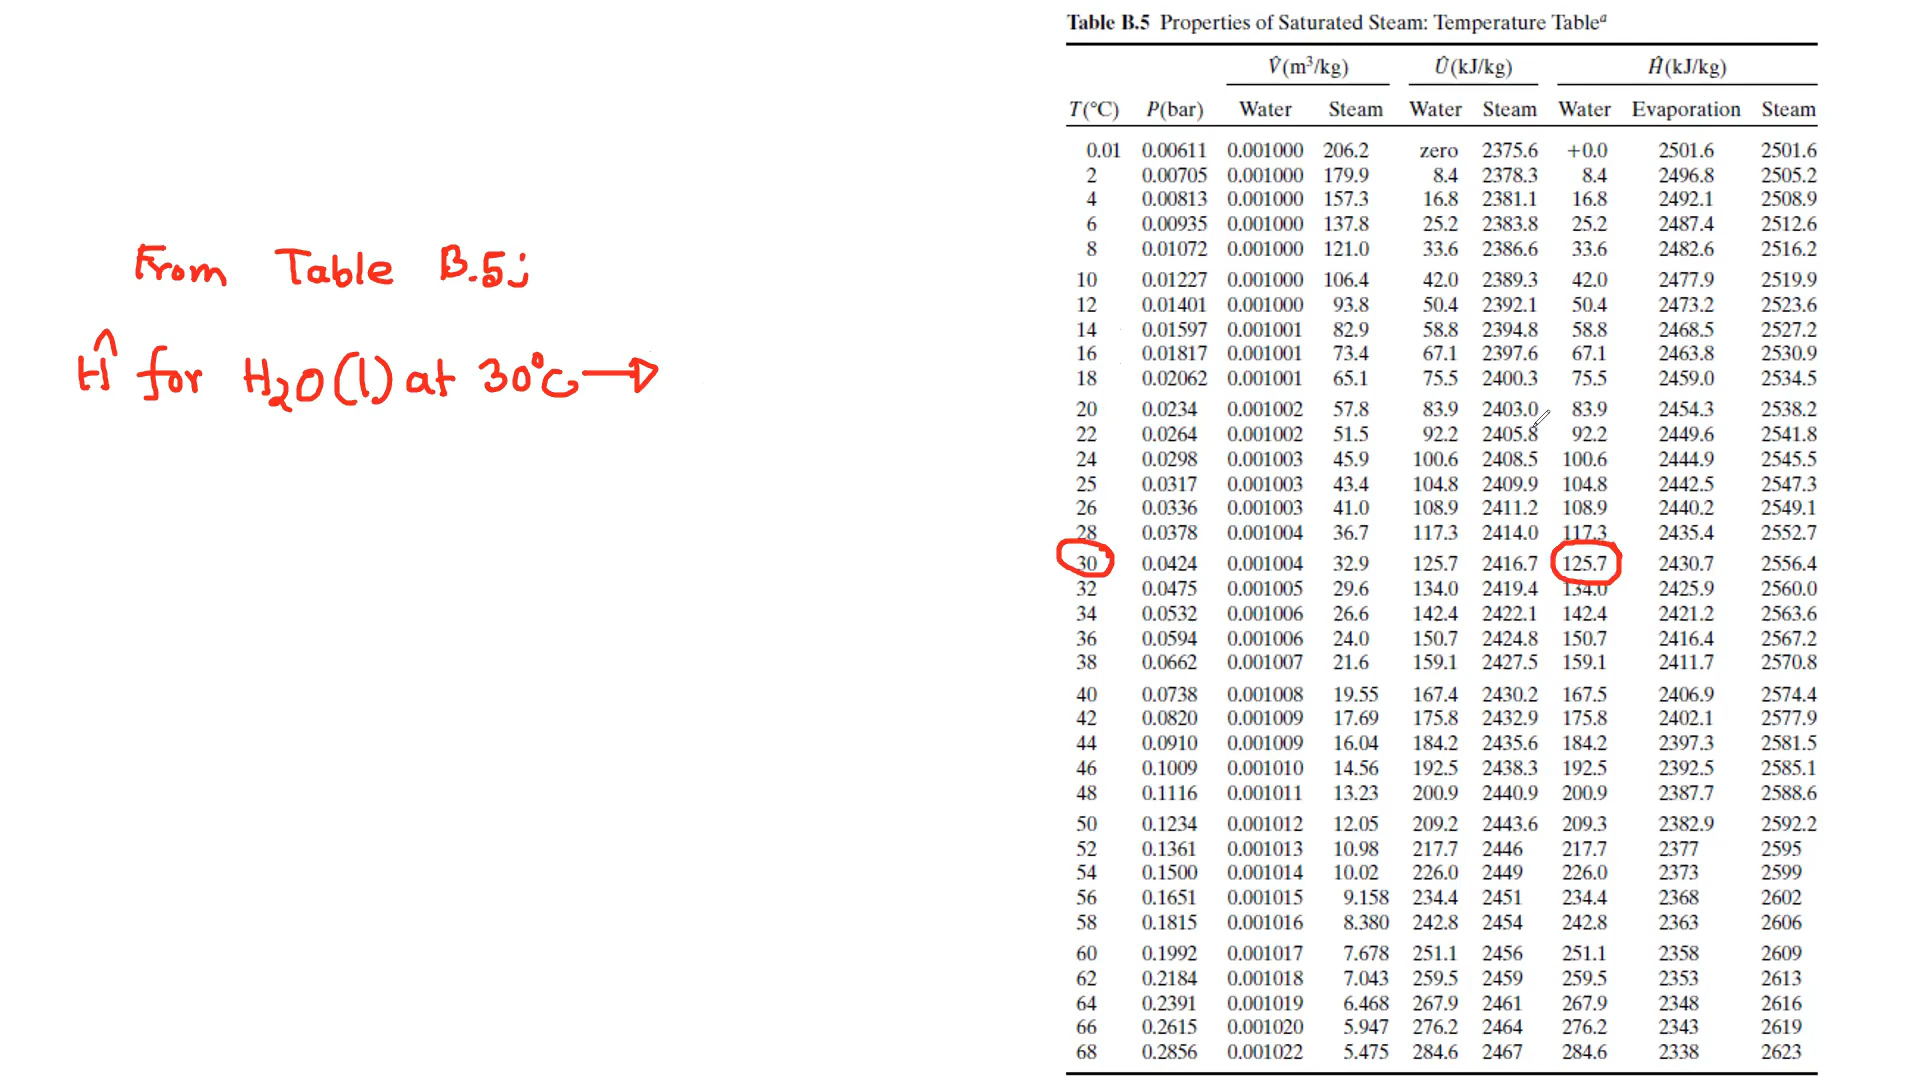 From Table B.5;
Ĥ for H₂O(l) at 30°C →
Table B.5 Properties of Saturated Steam: Temperature Tableᵃ
V̂(m³/kg) Û(kJ/kg) Ĥ(kJ/kg)
T(°C) P(bar) Water Steam Water Steam Water Evaporation Steam
0.01 0.00611 0.001000 206.2 zero 2375.6 +0.0 2501.6 2501.6
2 0.00705 0.001000 179.9 8.4 2378.3 8.4 2496.8 2505.2
4 0.00813 0.001000 157.3 16.8 2381.1 16.8 2492.1 2508.9
6 0.00935 0.001000 137.8 25.2 2383.8 25.2 2487.4 2512.6
8 0.01072 0.001000 121.0 33.6 2386.6 33.6 2482.6 2516.2
10 0.01227 0.001000 106.4 42.0 2389.3 42.0 2477.9 2519.9
12 0.01401 0.001000 93.8 50.4 2392.1 50.4 2473.2 2523.6
14 0.01597 0.001001 82.9 58.8 2394.8 58.8 2468.5 2527.2
16 0.01817 0.001001 73.4 67.1 2397.6 67.1 2463.8 2530.9
18 0.02062 0.001001 65.1 75.5 2400.3 75.5 2459.0 2534.5
20 0.0234 0.001002 57.8 83.9 2403.0 83.9 2454.3 2538.2
22 0.0264 0.001002 51.5 92.2 2405.8 92.2 2449.6 2541.8
24 0.0298 0.001003 45.9 100.6 2408.5 100.6 2444.9 2545.5
25 0.0317 0.001003 43.4 104.8 2409.9 104.8 2442.5 2547.3
26 0.0336 0.001003 41.0 108.9 2411.2 108.9 2440.2 2549.1
28 0.0378 0.001004 36.7 117.3 2414.0 117.3 2435.4 2552.7
30 0.0424 0.001004 32.9 125.7 2416.7 125.7 2430.7 2556.4
32 0.0475 0.001005 29.6 134.0 2419.4 134.0 2425.9 2560.0
34 0.0532 0.001006 26.6 142.4 2422.1 142.4 2421.2 2563.6
36 0.0594 0.001006 24.0 150.7 2424.8 150.7 2416.4 2567.2
38 0.0662 0.001007 21.6 159.1 2427.5 159.1 2411.7 2570.8
40 0.0738 0.001008 19.55 167.4 2430.2 167.5 2406.9 2574.4
42 0.0820 0.001009 17.69 175.8 2432.9 175.8 2402.1 2577.9
44 0.0910 0.001009 16.04 184.2 2435.6 184.2 2397.3 2581.5
46 0.1009 0.001010 14.56 192.5 2438.3 192.5 2392.5 2585.1
48 0.1116 0.001011 13.23 200.9 2440.9 200.9 2387.7 2588.6
50 0.1234 0.001012 12.05 209.2 2443.6 209.3 2382.9 2592.2
52 0.1361 0.001013 10.98 217.7 2446 217.7 2377 2595
54 0.1500 0.001014 10.02 226.0 2449 226.0 2373 2599
56 0.1651 0.001015 9.158 234.4 2451 234.4 2368 2602
58 0.1815 0.001016 8.380 242.8 2454 242.8 2363 2606
60 0.1992 0.001017 7.678 251.1 2456 251.1 2358 2609
62 0.2184 0.001018 7.043 259.5 2459 259.5 2353 2613
64 0.2391 0.001019 6.468 267.9 2461 267.9 2348 2616
66 0.2615 0.001020 5.947 276.2 2464 276.2 2343 2619
68 0.2856 0.001022 5.475 284.6 2467 284.6 2338 2623